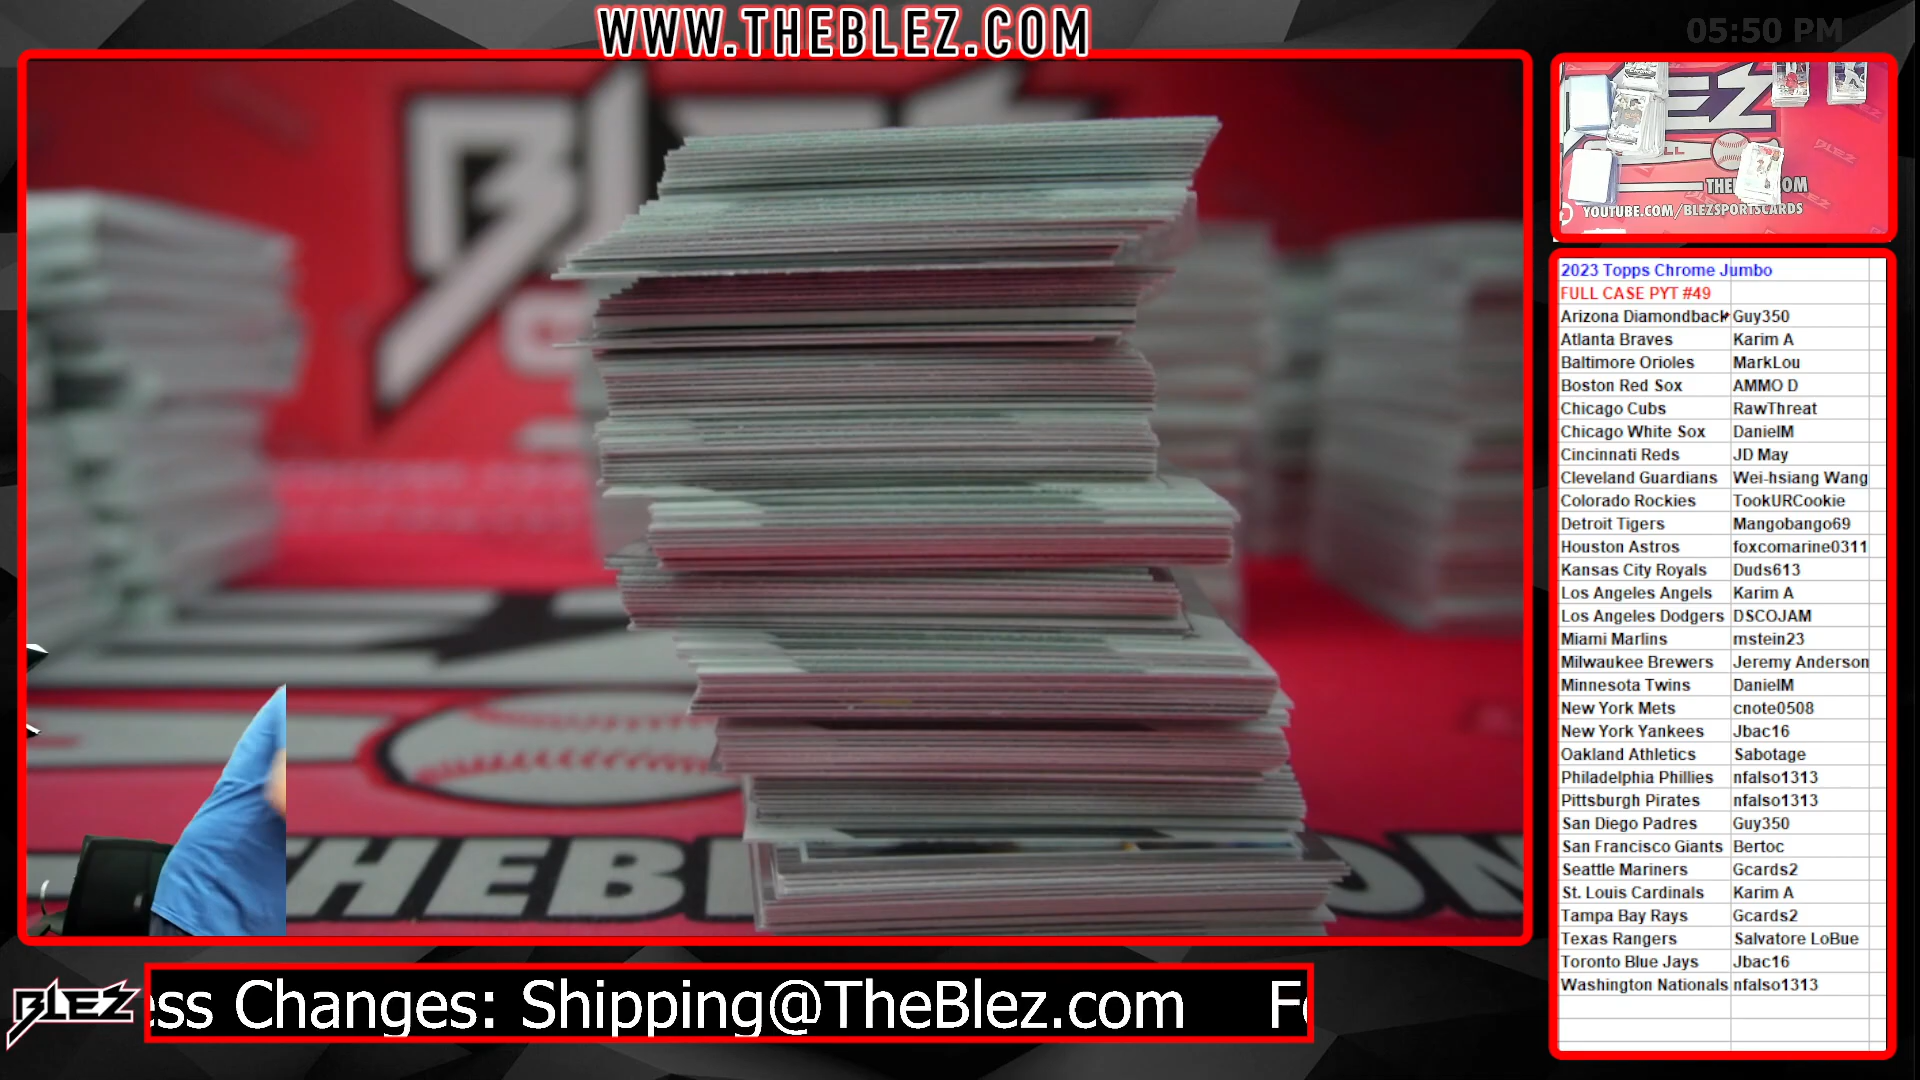 WWW.THEBLEZ.COM
05:50 PM
BLEZ
THE
OM
YOUTUBE.COM/BLEZSPORTSCARDS
2023 Topps Chrome Jumbo
FULL CASE PYT #49
Arizona Diamondback Guy350
Atlanta Braves Karim A
Baltimore Orioles MarkLou
Boston Red Sox AMMO D
Chicago Cubs RawThreat
Chicago White Sox DanielM
Cincinnati Reds JD May
Cleveland Guardians Wei-hsiang Wang
Colorado Rockies TookURCookie
Detroit Tigers Mangobango69
Houston Astros foxcomarine0311
Kansas City Royals Duds613
Los Angeles Angels Karim A
Los Angeles Dodgers DSCOJAM
Miami Marlins mstein23
Milwaukee Brewers Jeremy Anderson
Minnesota Twins DanielM
New York Mets cnote0508
New York Yankees Jbac16
Oakland Athletics Sabotage
Philadelphia Phillies nfalso1313
Pittsburgh Pirates nfalso1313
San Diego Padres Guy350
San Francisco Giants Bertoc
Seattle Mariners Gcards2
St. Louis Cardinals Karim A
Tampa Bay Rays Gcards2
Texas Rangers Salvatore LoBue
Toronto Blue Jays Jbac16
Washington Nationals nfalso1313
THEB
ON
BLEZ
ss Changes: Shipping@TheBlez.com F